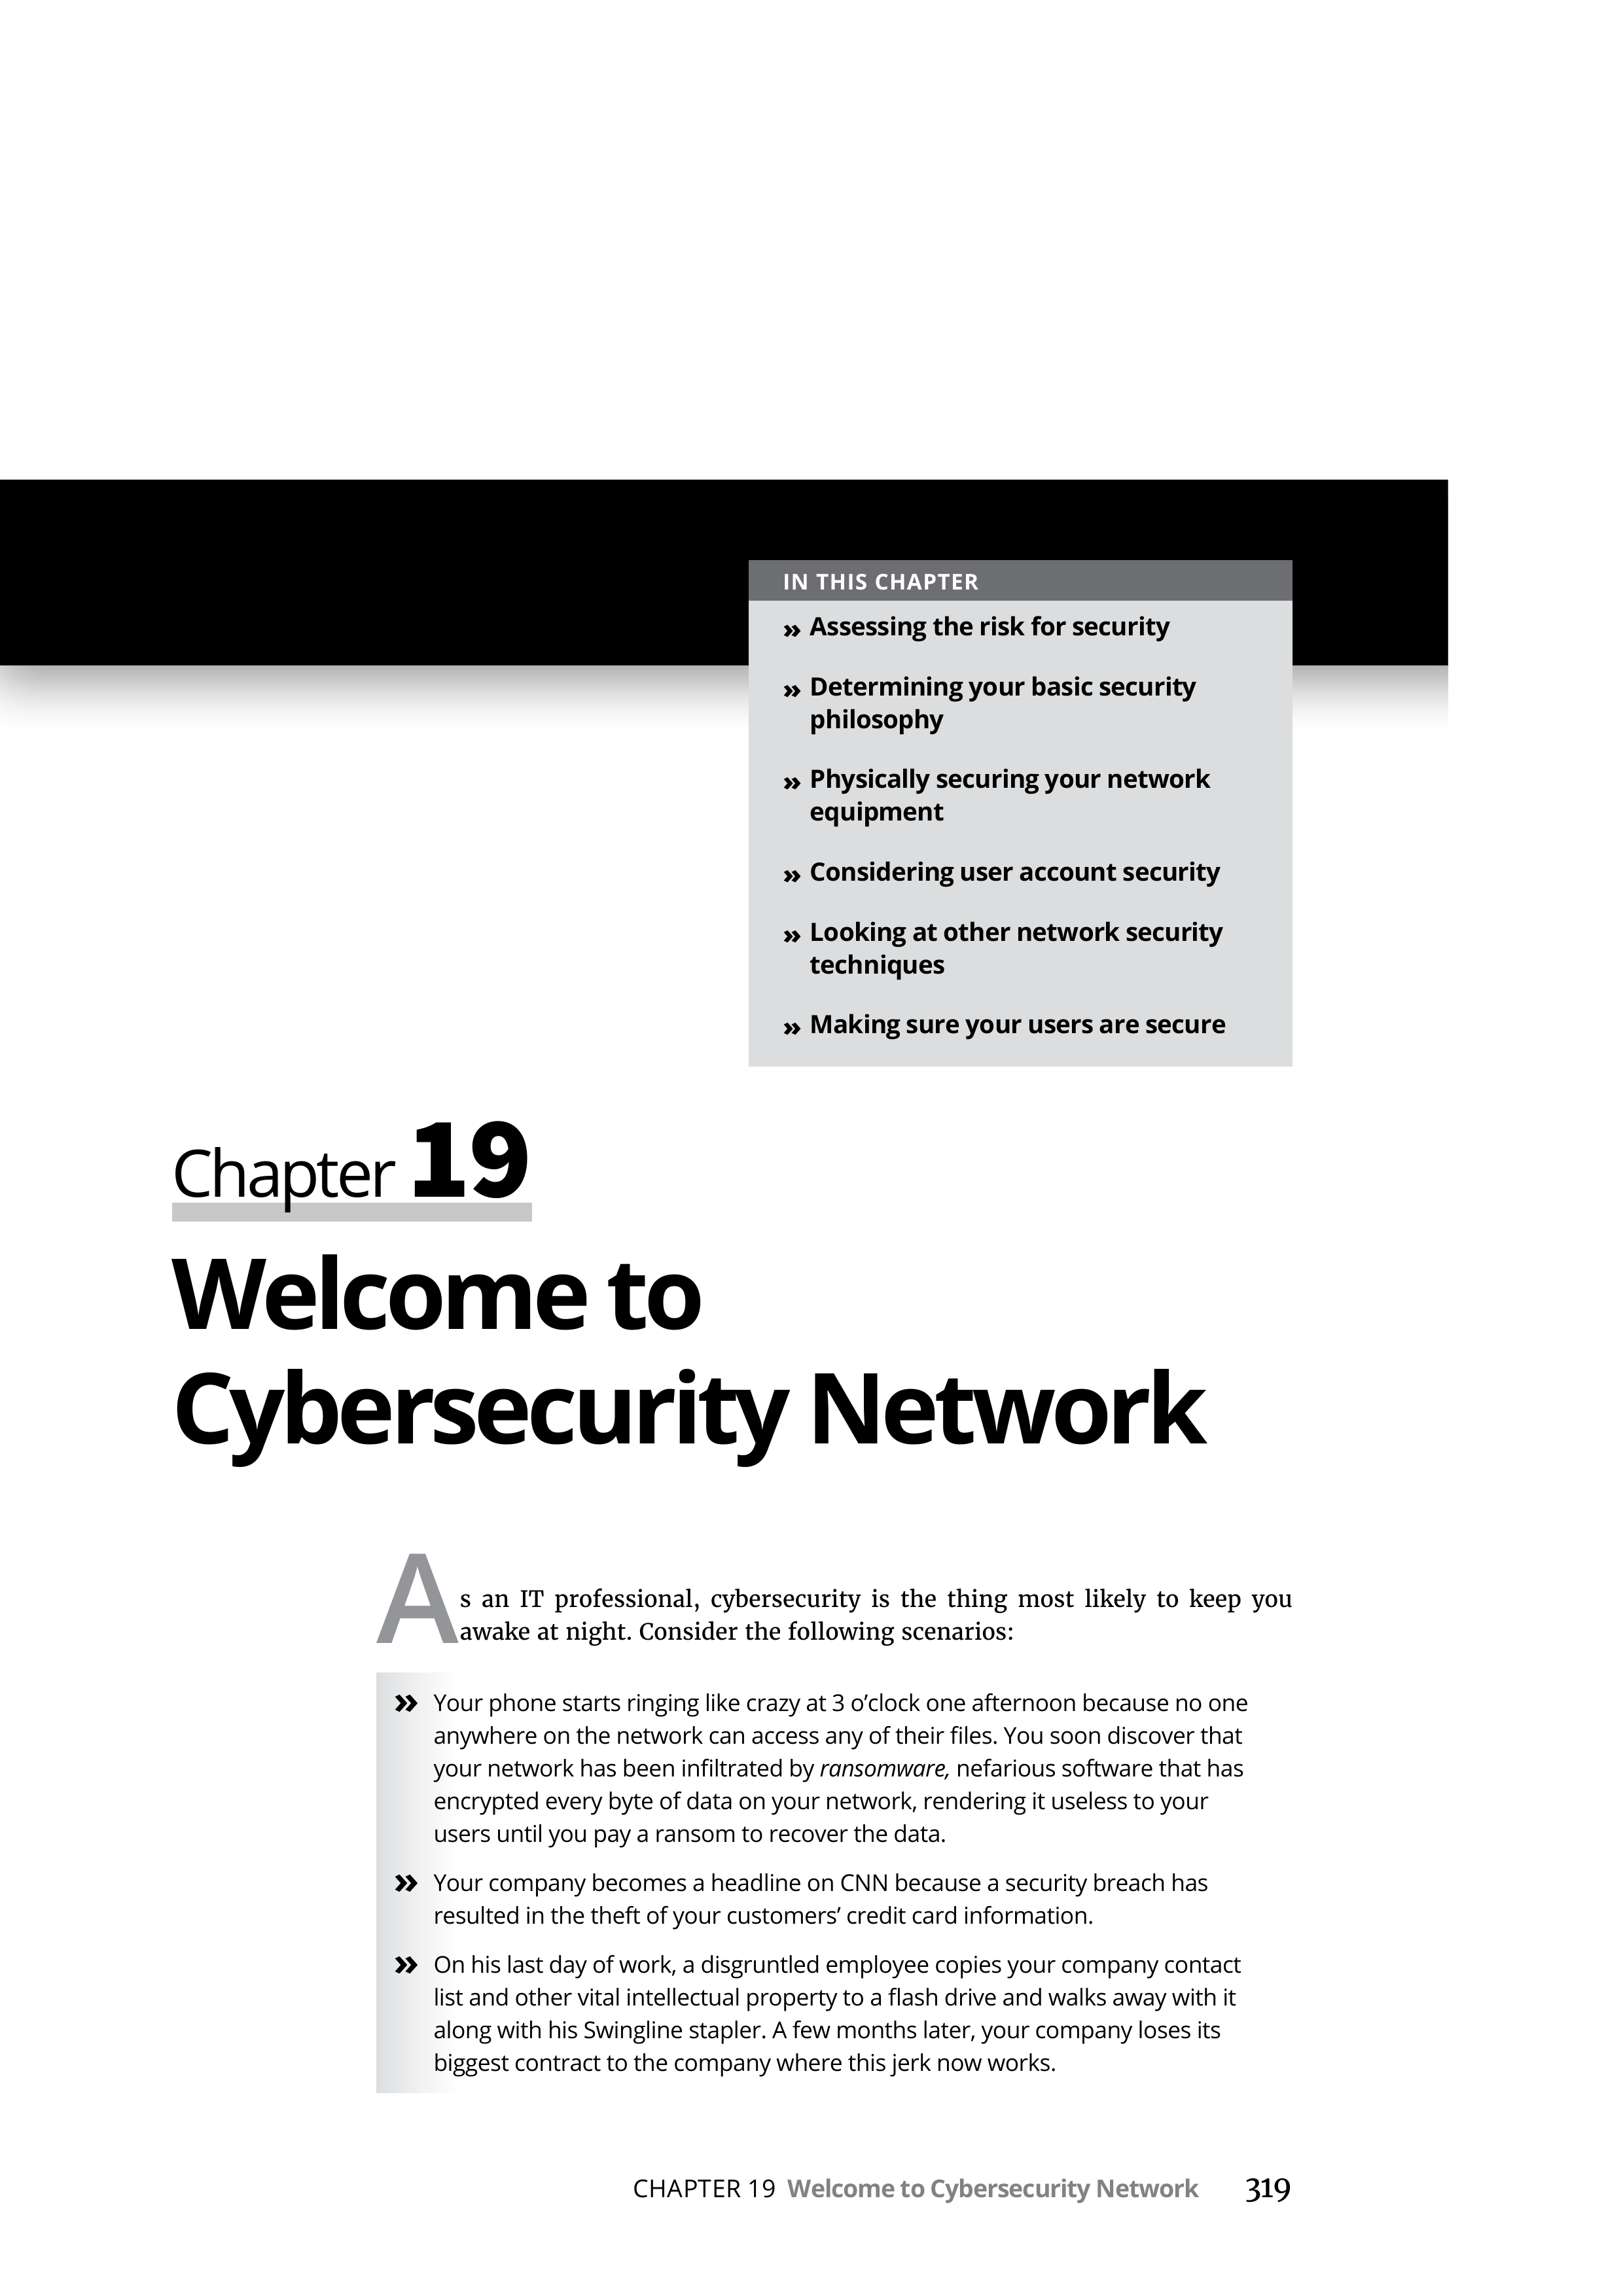 IN THIS CHAPTER
» Assessing the risk for security
» Determining your basic security
philosophy
» Physically securing your network
equipment
» Considering user account security
» Looking at other network security
techniques
» Making sure your users are secure
Chapter 19
Welcome to
Cybersecurity Network
As an IT professional, cybersecurity is the thing most likely to keep you
awake at night. Consider the following scenarios:
» Your phone starts ringing like crazy at 3 o’clock one afternoon because no one
anywhere on the network can access any of their files. You soon discover that
your network has been infiltrated by ransomware, nefarious software that has
encrypted every byte of data on your network, rendering it useless to your
users until you pay a ransom to recover the data.
» Your company becomes a headline on CNN because a security breach has
resulted in the theft of your customers’ credit card information.
» On his last day of work, a disgruntled employee copies your company contact
list and other vital intellectual property to a flash drive and walks away with it
along with his Swingline stapler. A few months later, your company loses its
biggest contract to the company where this jerk now works.
CHAPTER 19 Welcome to Cybersecurity Network 319